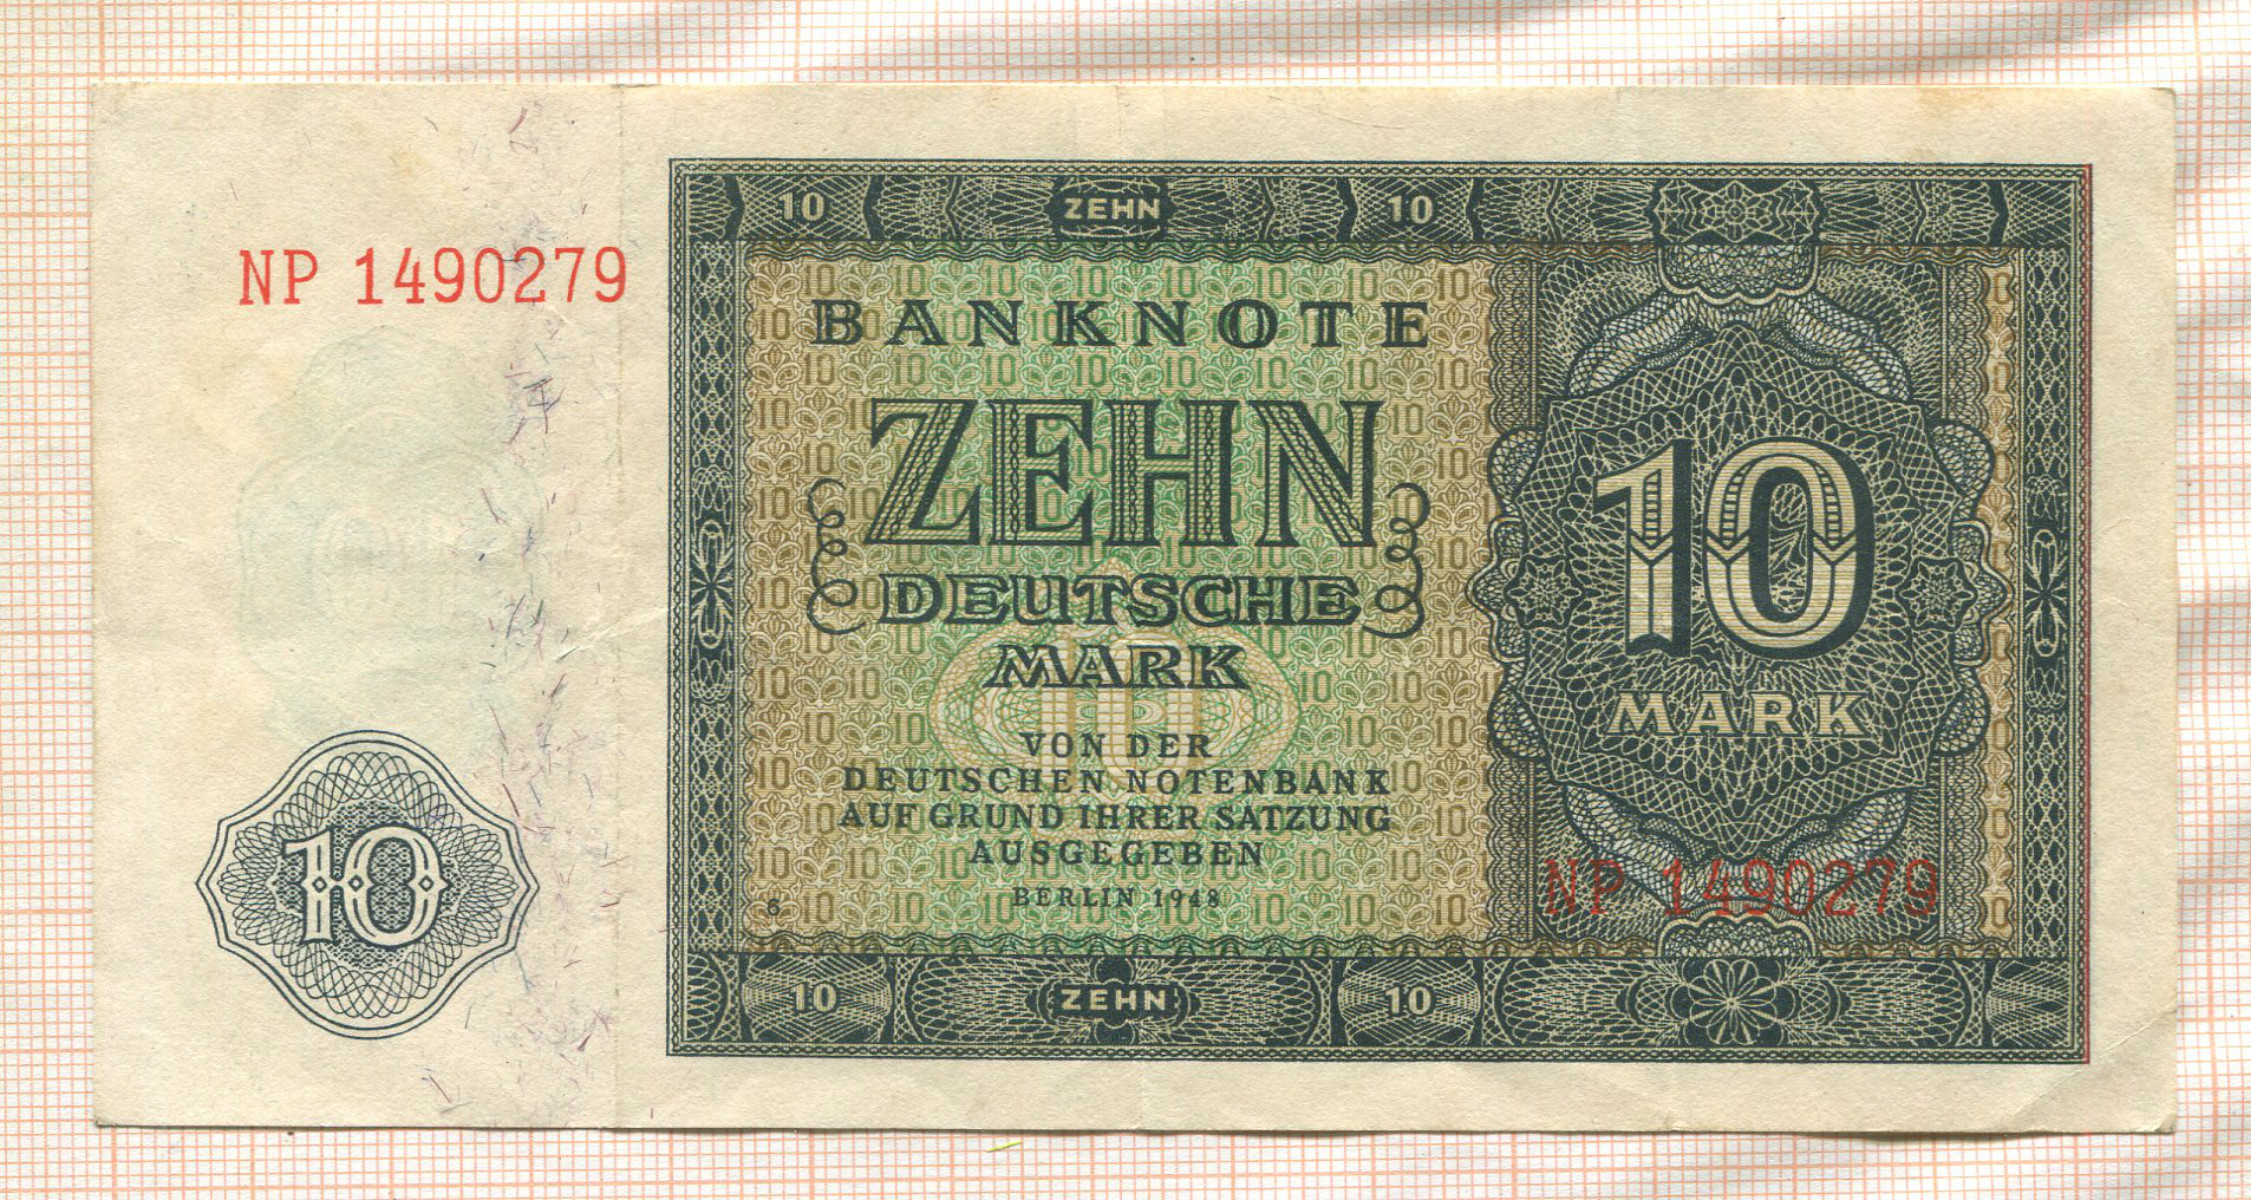 10 ZEHN 10
NP 1490279
BANKNOTE
ZEHN
DEUTSCHE
MARK
10
MARK
VON DER
DEUTSCHEN NOTENBANK
AUF GRUND IHRER SATZUNG
AUSGEGEBEN
BERLIN 1948
6
10
NP 1490279
10 ZEHN 10